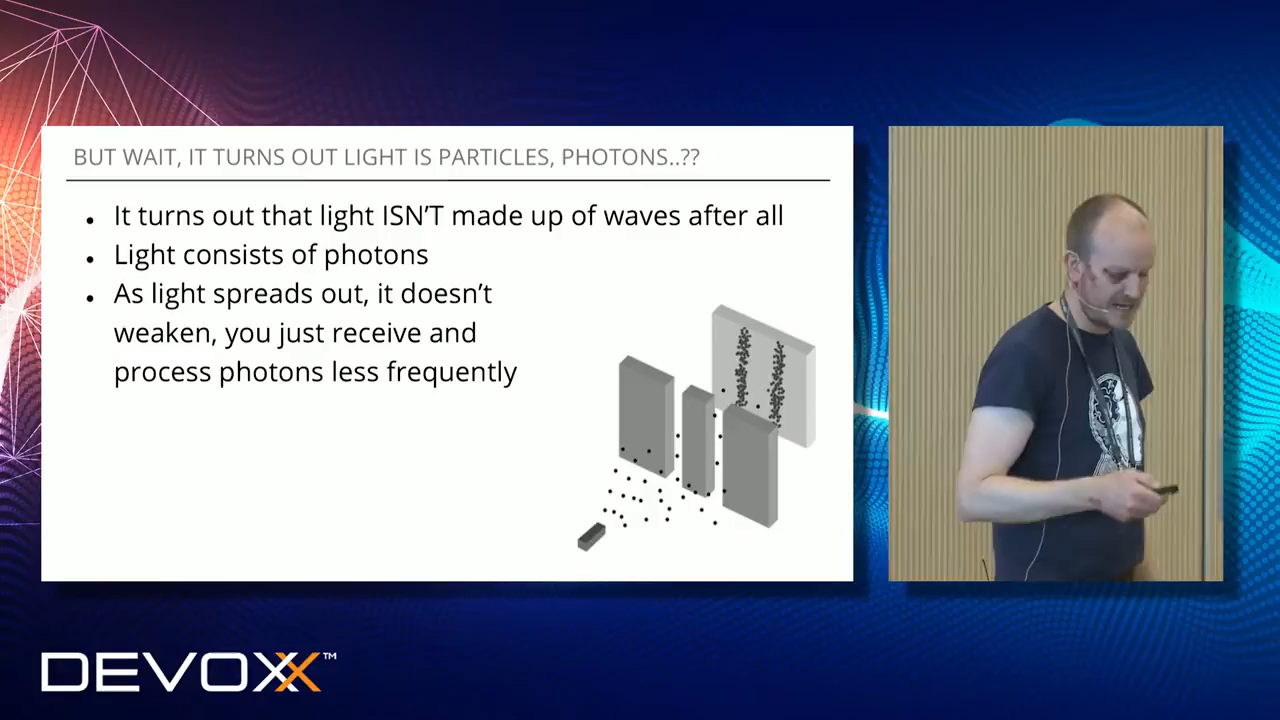 BUT WAIT, IT TURNS OUT LIGHT IS PARTICLES, PHOTONS..??
• It turns out that light ISN'T made up of waves after all
• Light consists of photons
• As light spreads out, it doesn't
weaken, you just receive and
process photons less frequently
DEVOXX™